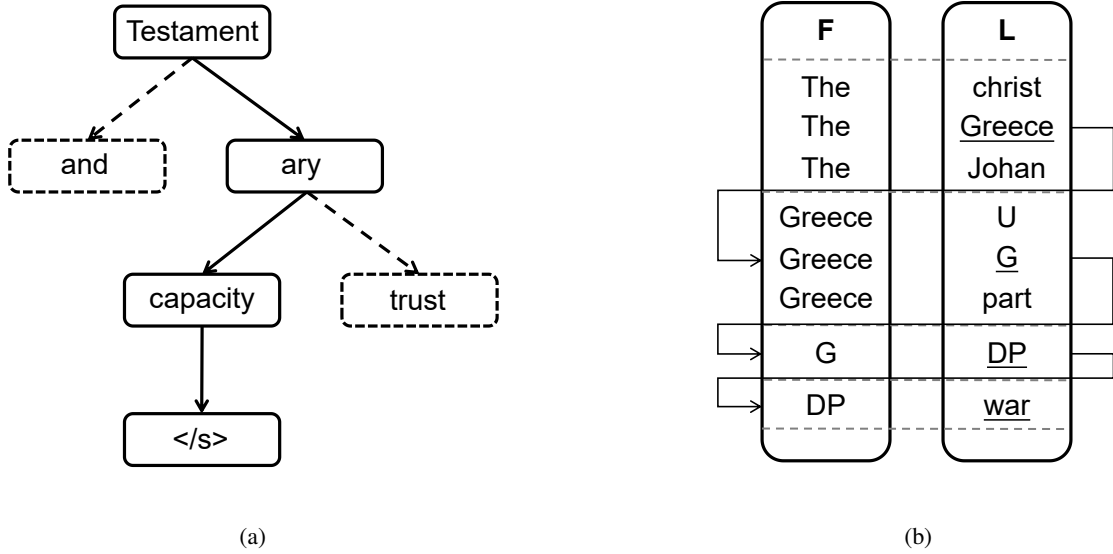 Testament
and
ary
capacity
trust
</s>
(a)
F L
The christ
The Greece
The Johan
Greece U
Greece G
Greece part
G DP
DP war
(b)